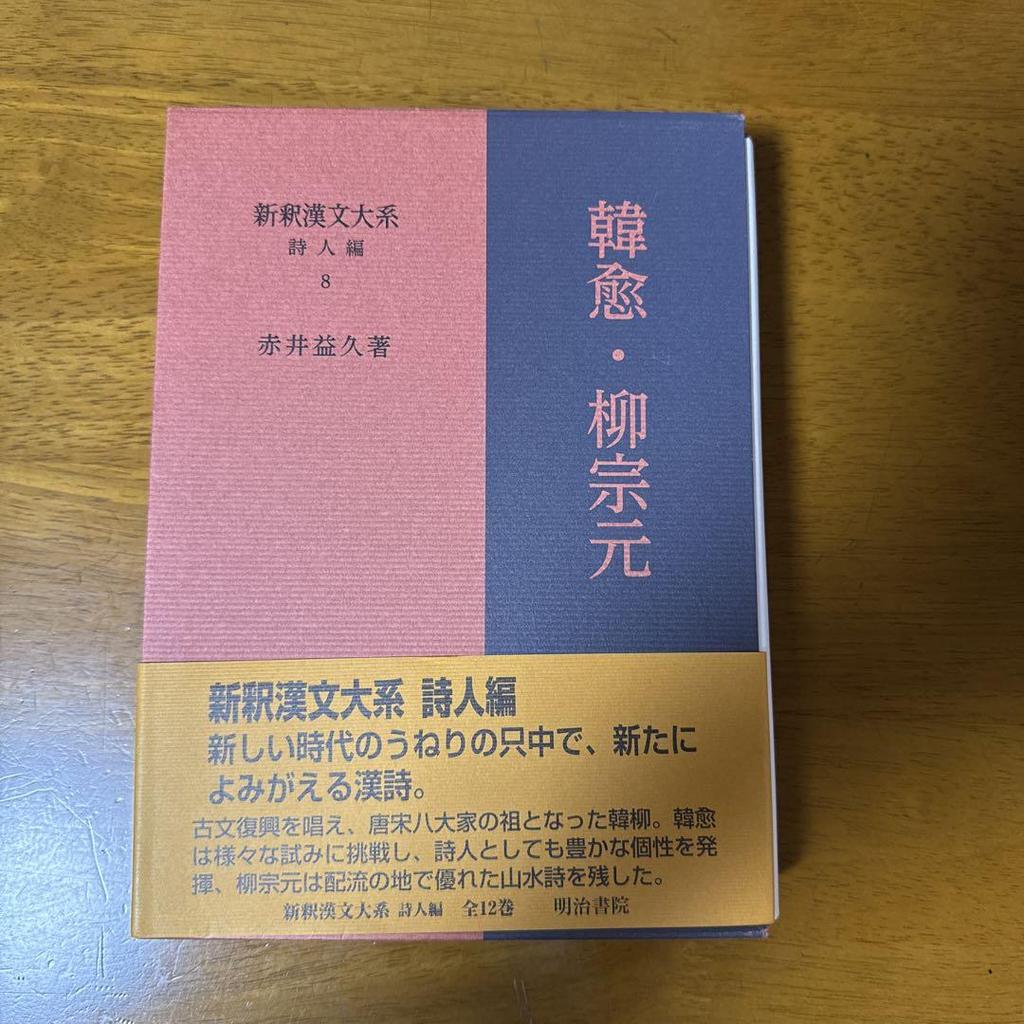 新釈漢文大系
詩人編
8
赤井益久著
韓愈・柳宗元
新釈漢文大系 詩人編
新しい時代のうねりの只中で、新たに
よみがえる漢詩。
古文復興を唱え、唐宋八大家の祖となった韓柳。韓愈
は様々な試みに挑戦し、詩人としても豊かな個性を発
揮、柳宗元は配流の地で優れた山水詩を残した。
新釈漢文大系 詩人編 全12巻 明治書院